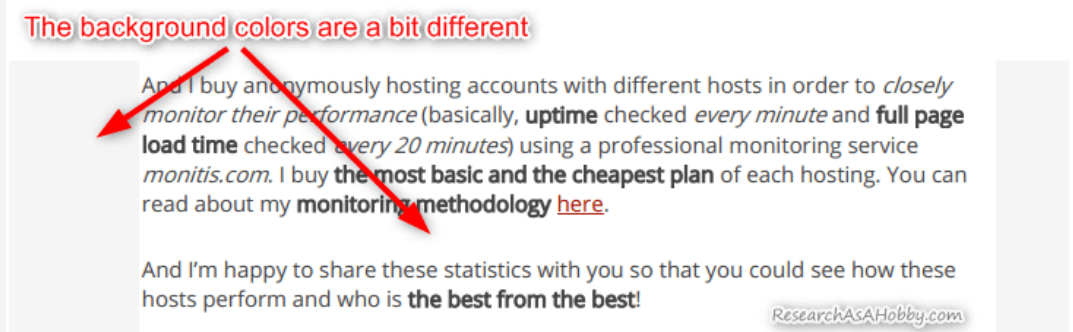 The background colors are a bit different
And I buy anonymously hosting accounts with different hosts in order to closely
monitor their performance (basically, uptime checked every minute and full page
load time checked every 20 minutes) using a professional monitoring service
monitis.com. I buy the most basic and the cheapest plan of each hosting. You can
read about my monitoring methodology here.
And I'm happy to share these statistics with you so that you could see how these
hosts perform and who is the best from the best!
ResearchAsAHobby.com